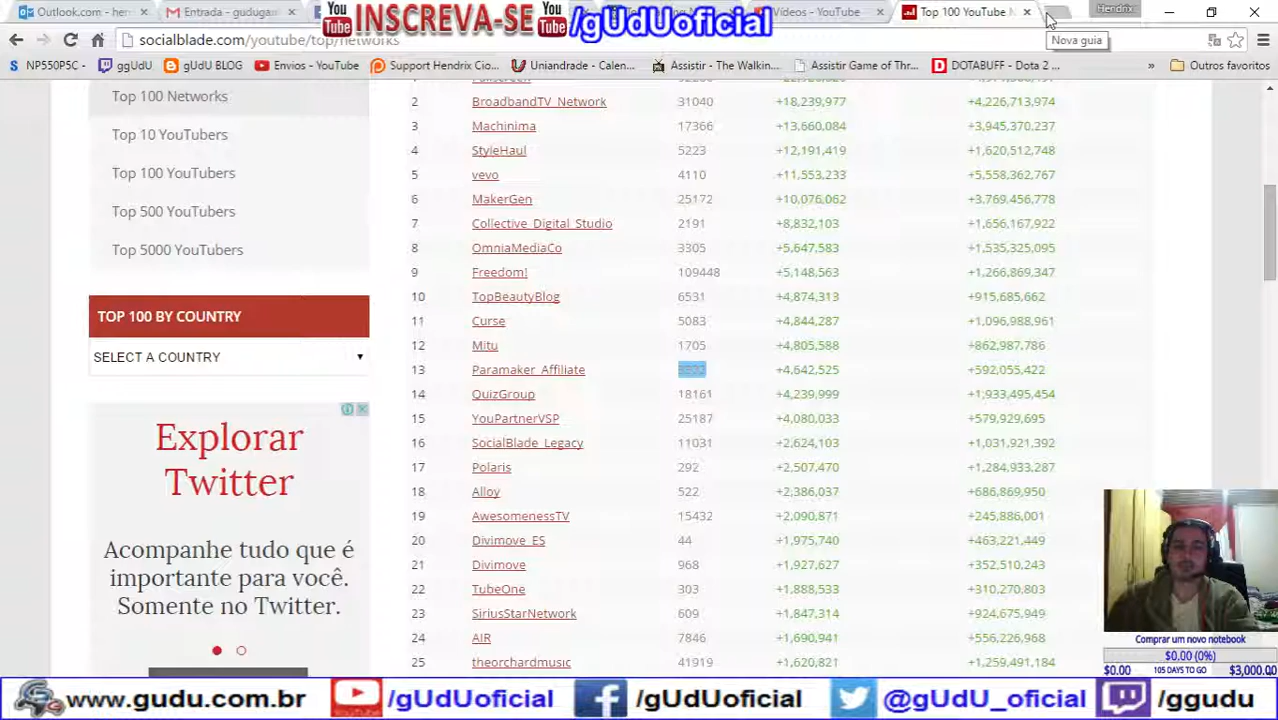 Outlook.com - her
Entrada - gudugam
Vídeos - YouTube
Top 100 YouTube N
Hendrix
You Tube INSCREVA-SE You Tube /gUdUoficial
socialblade.com/youtube/top/networks
Nova guia
NP550P5C -
ggUdU
gUdU BLOG
Envios - YouTube
Support Hendrix Cio...
Uniandrade - Calen...
Assistir - The Walkin...
Assistir Game of Thr...
DOTABUFF - Dota 2 ...
»
Outros favoritos
Top 100 Networks
Top 10 YouTubers
Top 100 YouTubers
Top 500 YouTubers
Top 5000 YouTubers
TOP 100 BY COUNTRY
SELECT A COUNTRY
Explorar
Twitter
Acompanhe tudo que é
importante para você.
Somente no Twitter.
2 BroadbandTV_Network 31040 +18,239,977 +4,226,713,974
3 Machinima 17366 +13,660,084 +3,945,370,237
4 StyleHaul 5223 +12,191,419 +1,620,512,748
5 vevo 4110 +11,553,233 +5,558,362,767
6 MakerGen 25172 +10,076,062 +3,769,456,778
7 Collective_Digital_Studio 2191 +8,832,103 +1,656,167,922
8 OmniaMediaCo 3305 +5,647,583 +1,535,325,095
9 Freedom! 109448 +5,148,563 +1,266,869,347
10 TopBeautyBlog 6531 +4,874,313 +915,685,662
11 Curse 5083 +4,844,287 +1,096,988,961
12 Mitu 1705 +4,805,588 +862,987,786
13 Paramaker_Affiliate +4,642,525 +592,055,422
14 QuizGroup 18161 +4,239,999 +1,933,495,454
15 YouPartnerVSP 25187 +4,080,033 +579,929,695
16 SocialBlade_Legacy 11031 +2,624,103 +1,031,921,392
17 Polaris 292 +2,507,470 +1,284,933,287
18 Alloy 522 +2,386,037 +686,869,950
19 AwesomenessTV 15432 +2,090,871 +245,886,001
20 Divimove_ES 44 +1,975,740 +463,221,449
21 Divimove 968 +1,927,627 +352,510,243
22 TubeOne 303 +1,888,533 +310,270,803
23 SiriusStarNetwork 609 +1,847,314 +924,675,949
24 AIR 7846 +1,690,941 +556,226,968
25 theorchardmusic 41919 +1,620,821 +1,259,491,184
Comprar um novo notebook
$0.00 (0%)
$0.00 105 DAYS TO GO $3,000.00
www.gudu.com.br
YouTube /gUdUoficial
/gUdUoficial
@gUdU_oficial
/ggudu